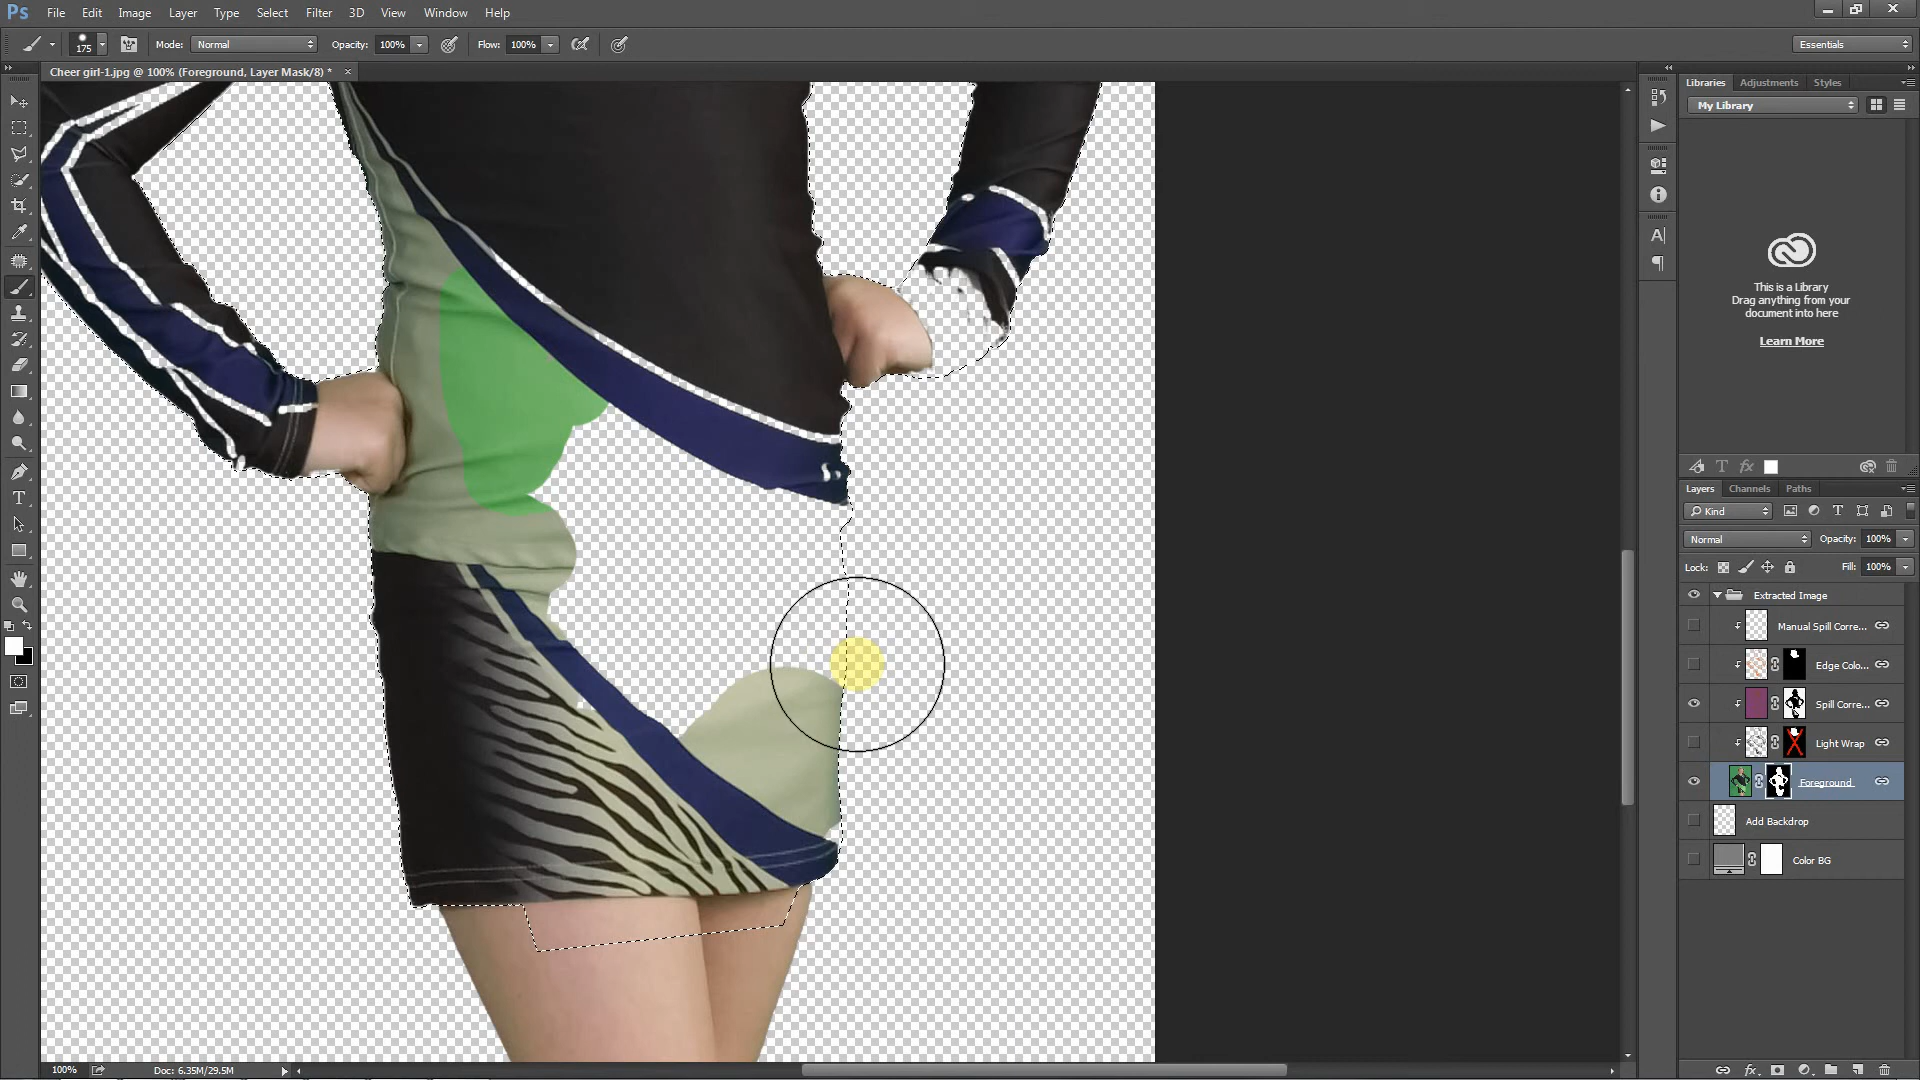 Ps File Edit Image Layer Type Select Filter 3D View Window Help
175 Mode: Normal Opacity: 100% Flow: 100% Essentials
Cheer girl-1.jpg @ 100% (Foreground, Layer Mask/8) * ×
Libraries Adjustments Styles
My Library
This is a Library
Drag anything from your
document into here
Learn More
Layers Channels Paths
Kind
Normal Opacity: 100%
Lock: Fill: 100%
Extracted Image
Manual Spill Corre...
Edge Colo...
Spill Corre...
Light Wrap
Foreground
Add Backdrop
Color BG
100% Doc: 6.35M/29.5M